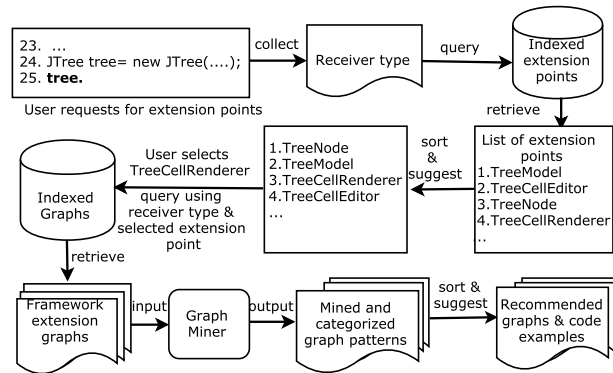 23. ...
24. JTree tree= new JTree(....);
25. tree.
User requests for extension points
collect
Receiver type
query
Indexed
extension
points
retrieve
List of extension
points
1.TreeModel
2.TreeCellEditor
3.TreeNode
4.TreeCellRenderer
...
sort
&
suggest
1.TreeNode
2.TreeModel
3.TreeCellRenderer
4.TreeCellEditor
...
User selects
TreeCellRenderer
query using
receiver type &
selected extension
point
Indexed
Graphs
retrieve
Framework
extension
graphs
input
Graph
Miner
output
Mined and
categorized
graph patterns
sort &
suggest
Recommended
graphs & code
examples